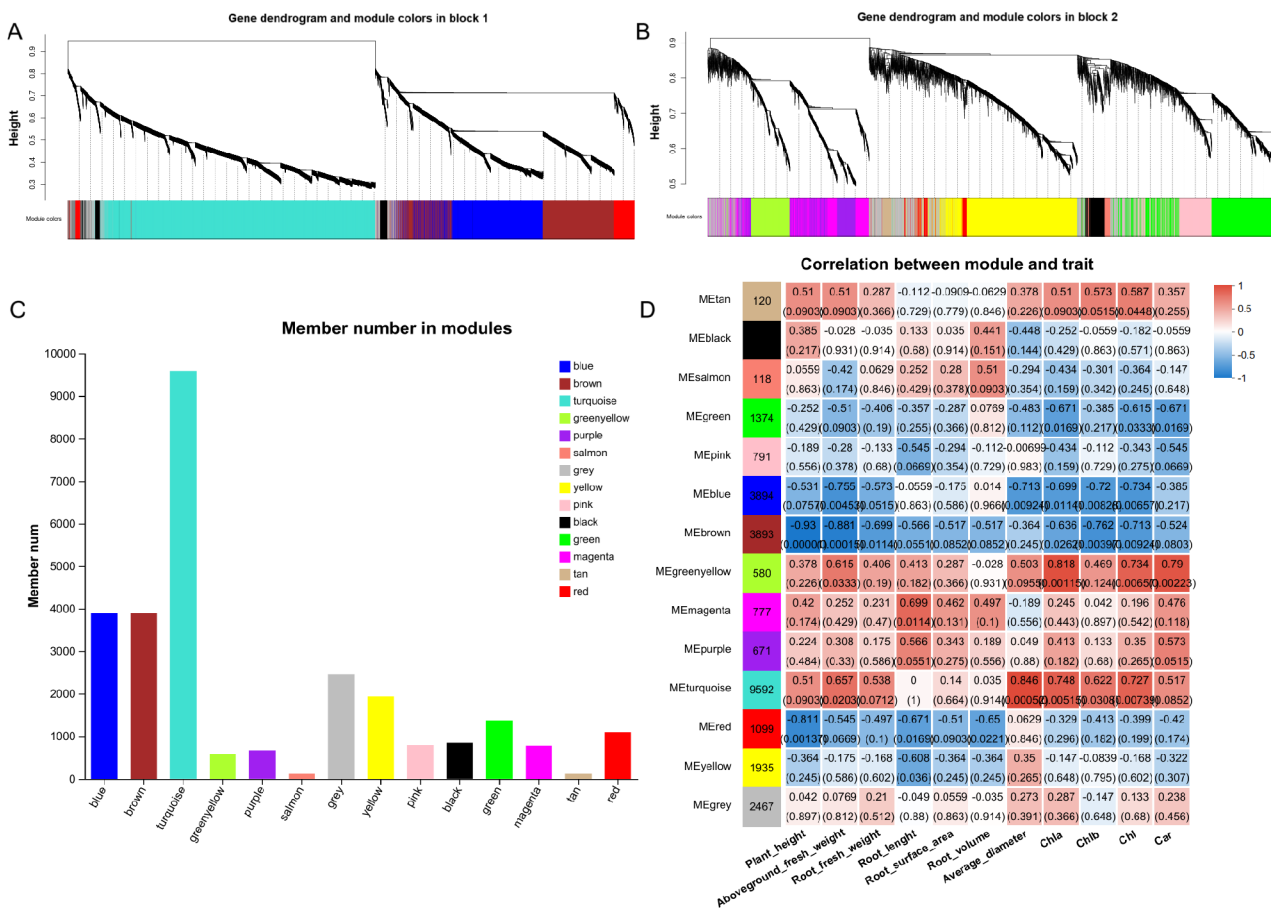 A
Gene dendrogram and module colors in block 1
Height
0.9
0.8
0.7
0.6
0.5
0.4
0.3
Module colors
B
Gene dendrogram and module colors in block 2
Height
0.9
0.8
0.7
0.6
0.5
Module colors
C
Member number in modules
Member num
10000
9000
8000
7000
6000
5000
4000
3000
2000
1000
0
blue
brown
turquoise
greenyellow
purple
salmon
grey
yellow
pink
black
green
magenta
tan
red
blue
brown
turquoise
greenyellow
purple
salmon
grey
yellow
pink
black
green
magenta
tan
red
D
Correlation between module and trait
MEtan 120 0.51 0.51 0.287 -0.112 -0.0909 -0.0629 0.378 0.51 0.573 0.587 0.357
(0.0903) (0.0903) (0.366) (0.729) (0.779) (0.846) (0.226) (0.0903) (0.0515) (0.0448) (0.255)
MEblack 0.385 -0.028 -0.035 0.133 0.035 0.441 -0.448 -0.252 -0.0559 -0.182 -0.0559
(0.217) (0.931) (0.914) (0.68) (0.914) (0.151) (0.144) (0.429) (0.863) (0.571) (0.863)
MEsalmon 118 0.0559 -0.42 0.0629 0.252 0.28 0.51 -0.294 -0.434 -0.301 -0.364 -0.147
(0.863) (0.174) (0.846) (0.429) (0.378) (0.0903) (0.354) (0.159) (0.342) (0.245) (0.648)
MEgreen 1374 -0.252 -0.51 -0.406 -0.357 -0.287 0.0769 -0.483 -0.671 -0.385 -0.615 -0.671
(0.429) (0.0903) (0.19) (0.255) (0.366) (0.812) (0.112) (0.0169) (0.217) (0.0333) (0.0169)
MEpink 791 -0.189 -0.28 -0.133 -0.545 -0.294 -0.112 -0.00699 -0.434 -0.112 -0.343 -0.545
(0.556) (0.378) (0.68) (0.0669) (0.354) (0.729) (0.983) (0.159) (0.729) (0.275) (0.0669)
MEblue 3894 -0.531 -0.755 -0.573 -0.0559 -0.175 0.014 -0.713 -0.699 -0.72 -0.734 -0.385
(0.0757) (0.00453) (0.0515) (0.863) (0.586) (0.966) (0.00924) (0.0114) (0.00828) (0.00657) (0.217)
MEbrown 3893 -0.93 -0.881 -0.699 -0.566 -0.517 -0.517 -0.364 -0.636 -0.762 -0.713 -0.524
(0.00015) (0.0114) (0.0551) (0.0852) (0.0852) (0.245) (0.0262) (0.00397) (0.00924) (0.0803)
MEgreenyellow 580 0.378 0.615 0.406 0.413 0.287 -0.028 0.503 0.818 0.469 0.734 0.79
(0.226) (0.0333) (0.19) (0.182) (0.366) (0.931) (0.0955) (0.00115) (0.124) (0.00657) (0.00223)
MEmagenta 777 0.42 0.252 0.231 0.699 0.462 0.497 -0.189 0.245 0.042 0.196 0.476
(0.174) (0.429) (0.47) (0.0114) (0.131) (0.1) (0.556) (0.443) (0.897) (0.542) (0.118)
MEpurple 671 0.224 0.308 0.175 0.566 0.343 0.189 0.049 0.413 0.133 0.35 0.573
(0.484) (0.33) (0.586) (0.0551) (0.275) (0.556) (0.88) (0.182) (0.68) (0.265) (0.0515)
MEturquoise 9592 0.51 0.657 0.538 0 0.14 0.035 0.846 0.748 0.622 0.727 0.517
(0.0903) (0.0203) (0.0712) (1) (0.664) (0.914) (0.00052) (0.00515) (0.0308) (0.00739) (0.0852)
MEred 1099 -0.811 -0.545 -0.497 -0.671 -0.51 -0.65 0.0629 -0.329 -0.413 -0.399 -0.42
(0.00137) (0.0669) (0.1) (0.0169) (0.0903) (0.0221) (0.846) (0.296) (0.182) (0.199) (0.174)
MEyellow 1935 -0.364 -0.175 -0.168 -0.608 -0.364 -0.364 0.35 -0.147 -0.0839 -0.168 -0.322
(0.245) (0.586) (0.602) (0.036) (0.245) (0.245) (0.265) (0.648) (0.795) (0.602) (0.307)
MEgrey 2467 0.042 0.0769 0.21 -0.049 0.0559 -0.035 0.273 0.287 -0.147 0.133 0.238
(0.897) (0.812) (0.512) (0.88) (0.863) (0.914) (0.391) (0.366) (0.648) (0.68) (0.456)
Plant_height
Aboveground_fresh_weight
Root_fresh_weight
Root_lenght
Root_surface_area
Root_volume
Average_diameter
Chla
Chlb
Chl
Car
1
0.5
0
-0.5
-1